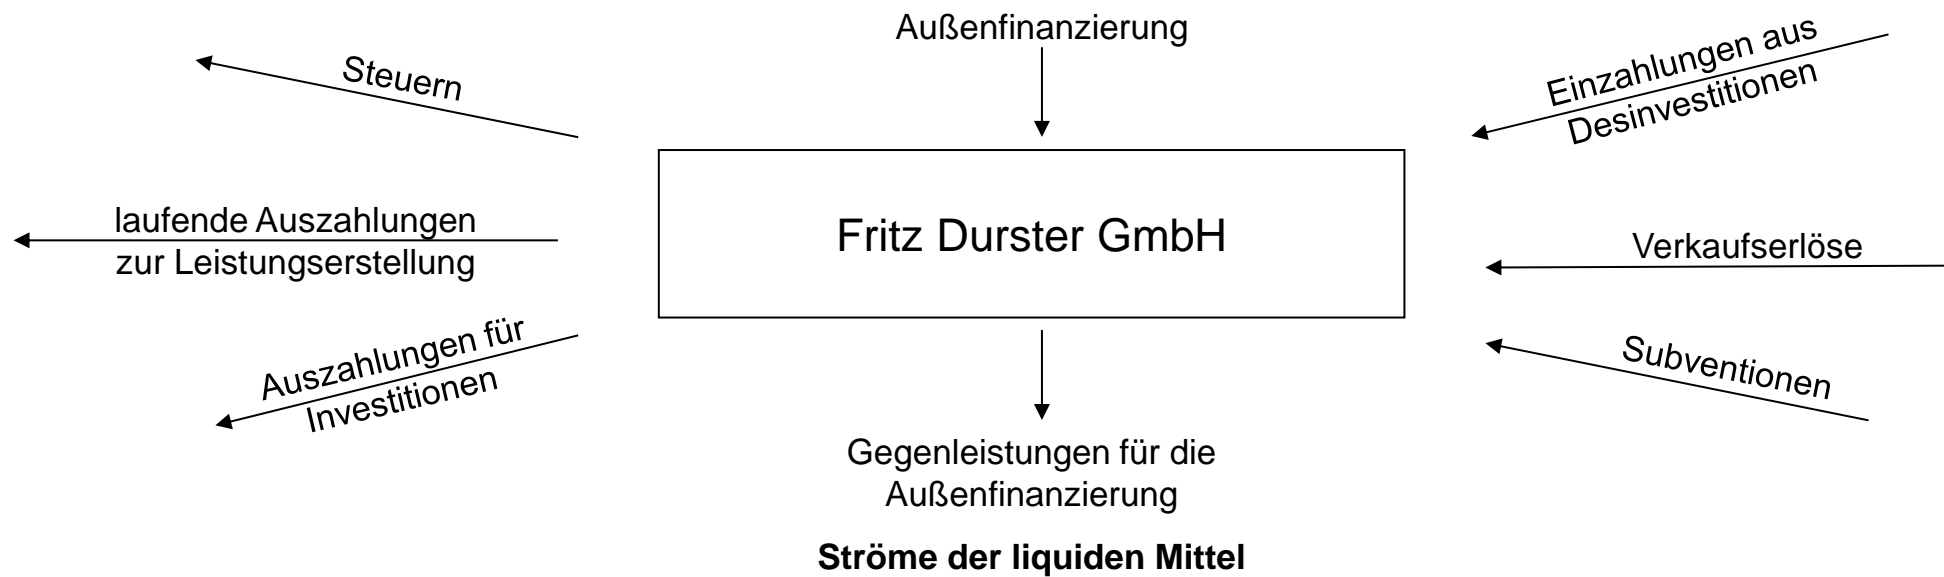 Außenfinanzierung
Steuern
Einzahlungen aus
Desinvestitionen
laufende Auszahlungen
zur Leistungserstellung
Fritz Durster GmbH
Verkaufserlöse
Auszahlungen für
Investitionen
Subventionen
Gegenleistungen für die
Außenfinanzierung
Ströme der liquiden Mittel